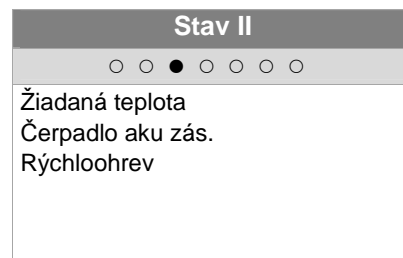 Stav II
Žiadaná teplota
Čerpadlo aku zás.
Rýchloohrev